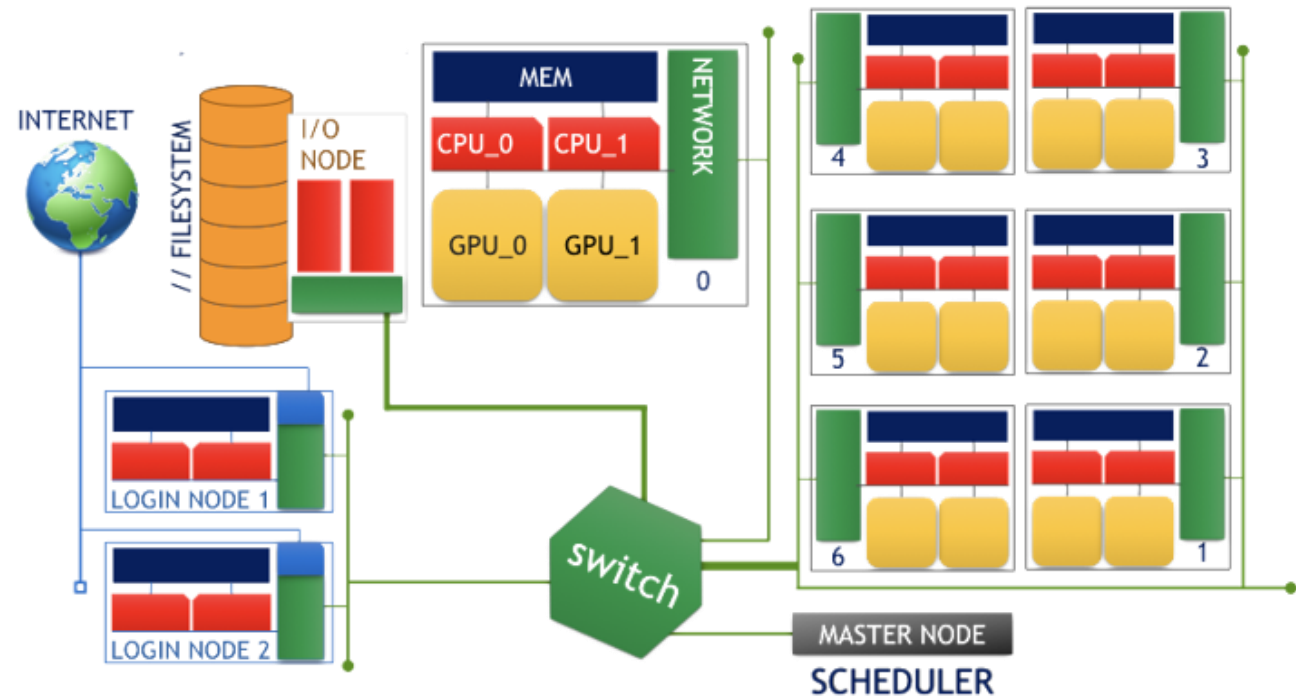 INTERNET
// FILESYSTEM
I/O
NODE
MEM
CPU_0
CPU_1
GPU_0
GPU_1
NETWORK
0
4
3
5
2
6
1
LOGIN NODE 1
LOGIN NODE 2
switch
MASTER NODE
SCHEDULER